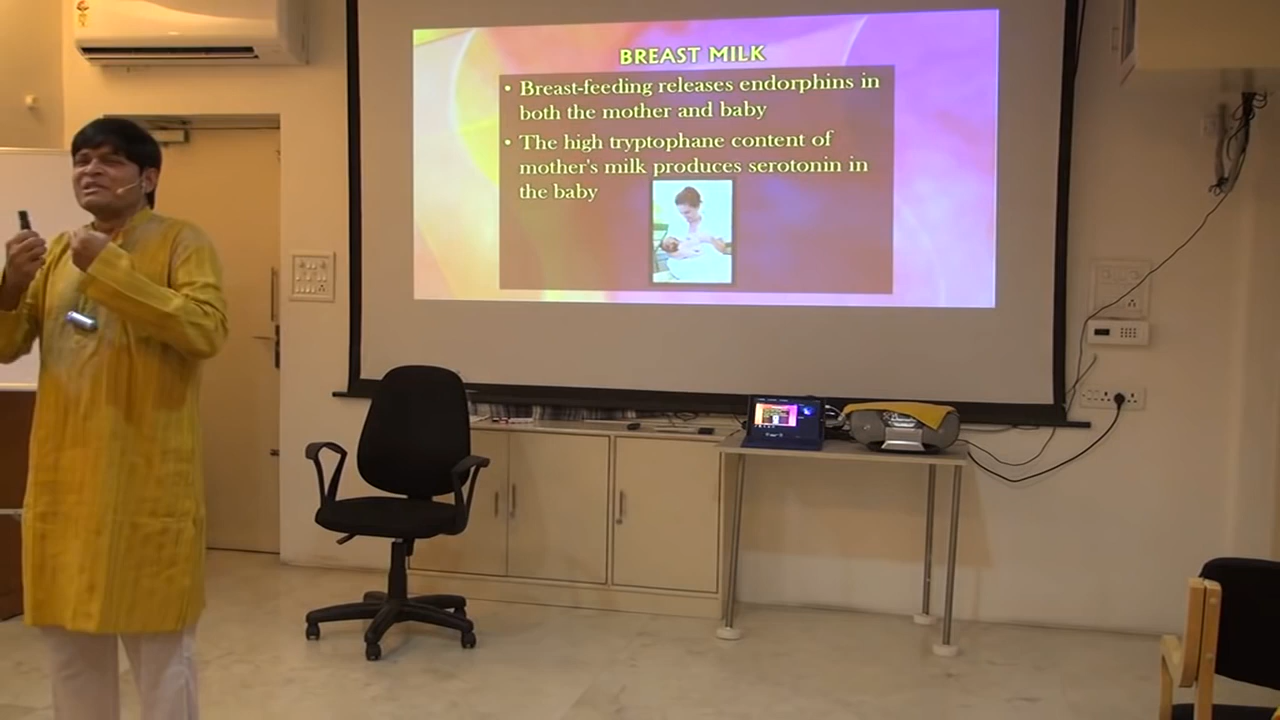 BREAST MILK
• Breast-feeding releases endorphins in
both the mother and baby
• The high tryptophane content of
mother's milk produces serotonin in
the baby